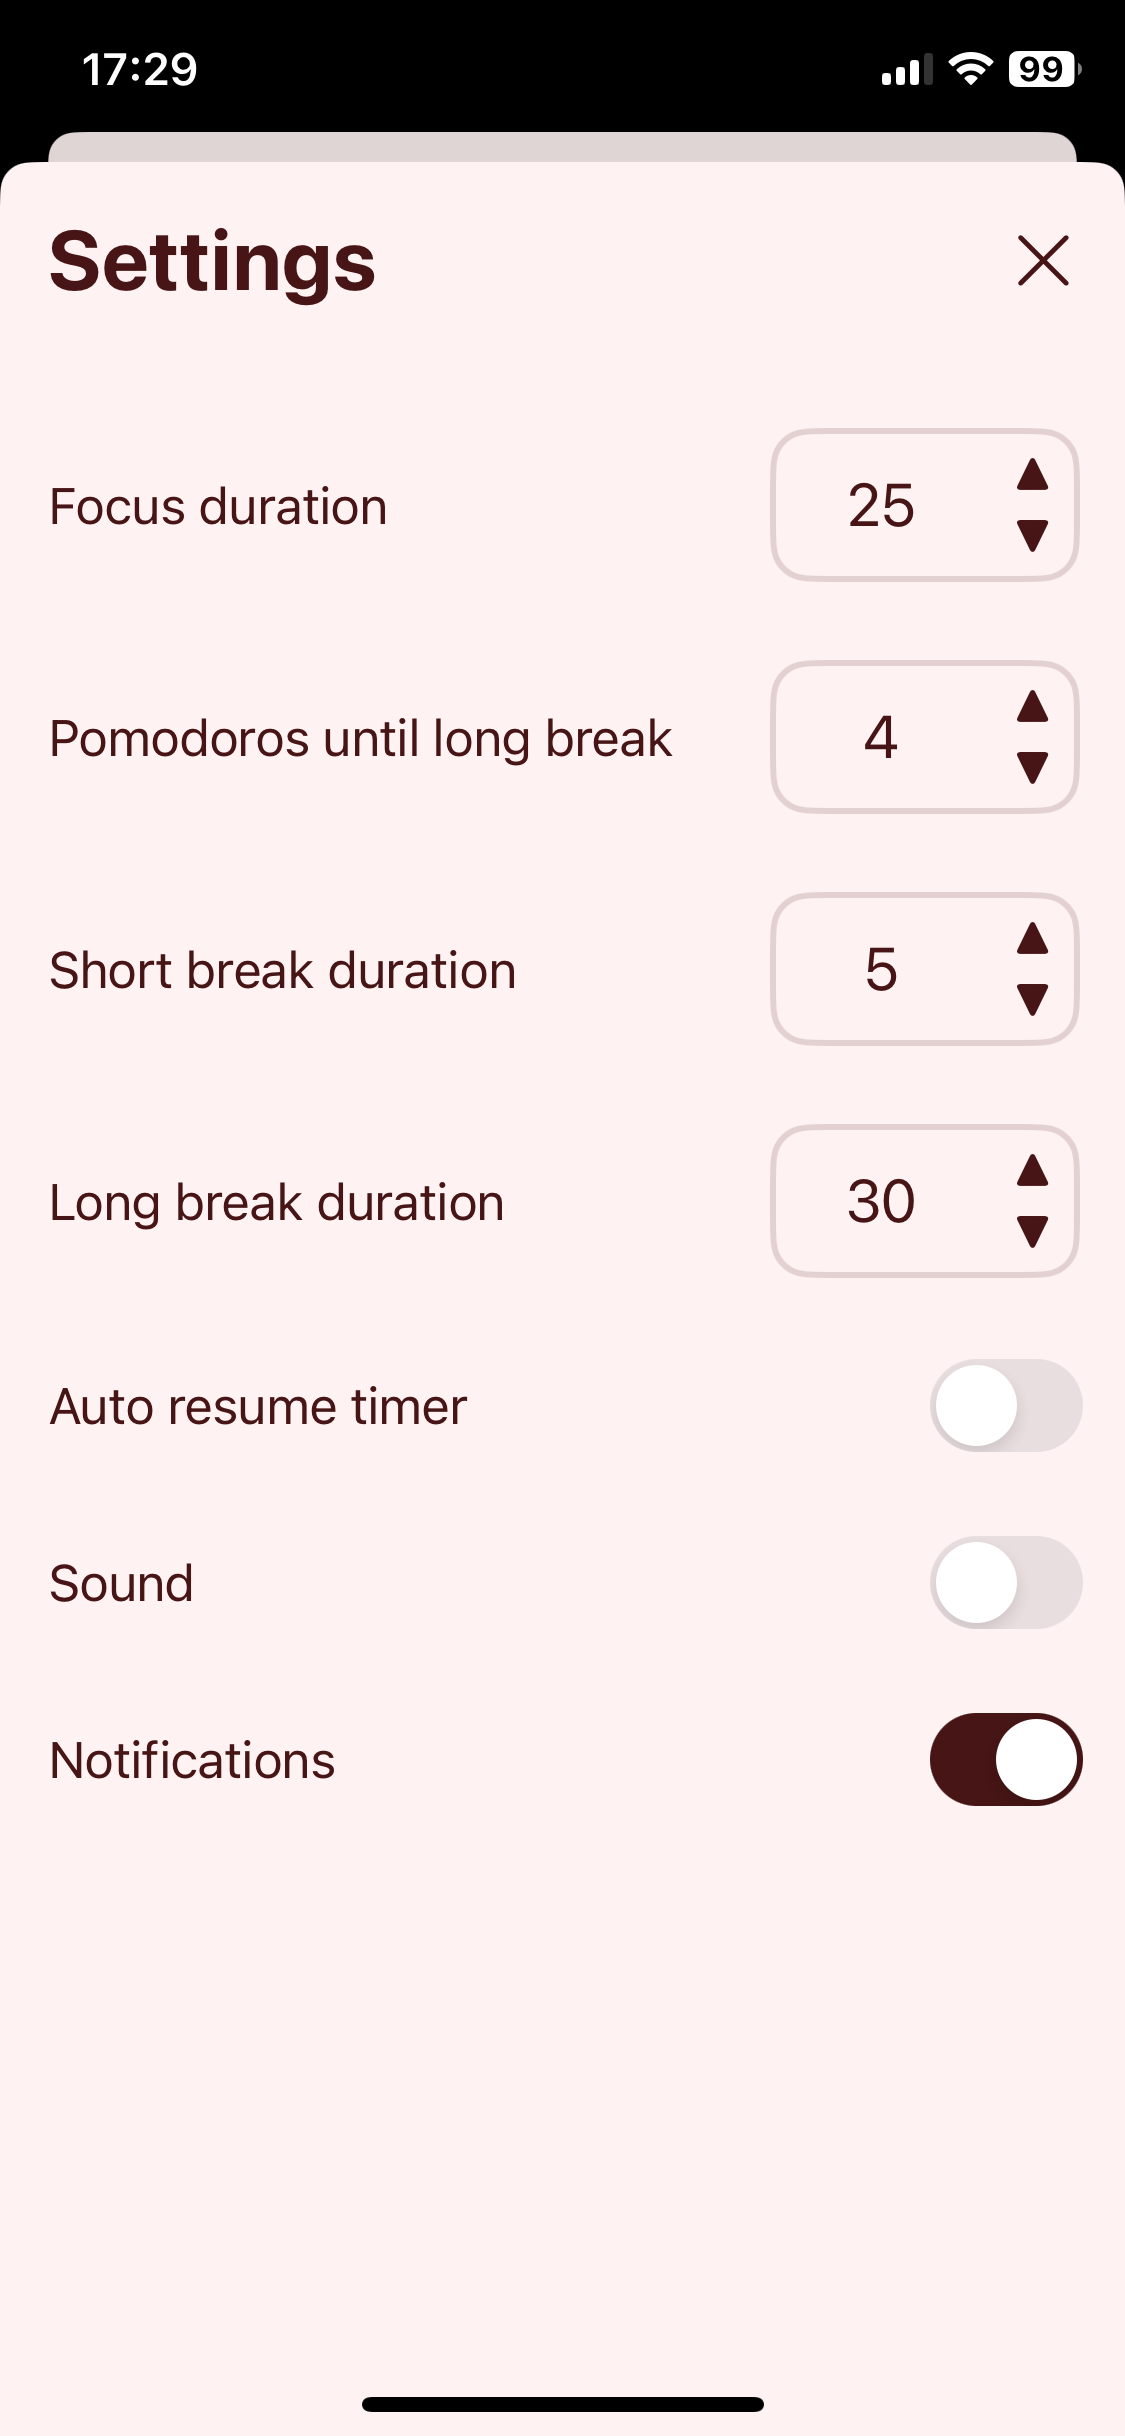 17:29
99
Settings
Focus duration
25
Pomodoros until long break
4
Short break duration
5
Long break duration
30
Auto resume timer
Sound
Notifications